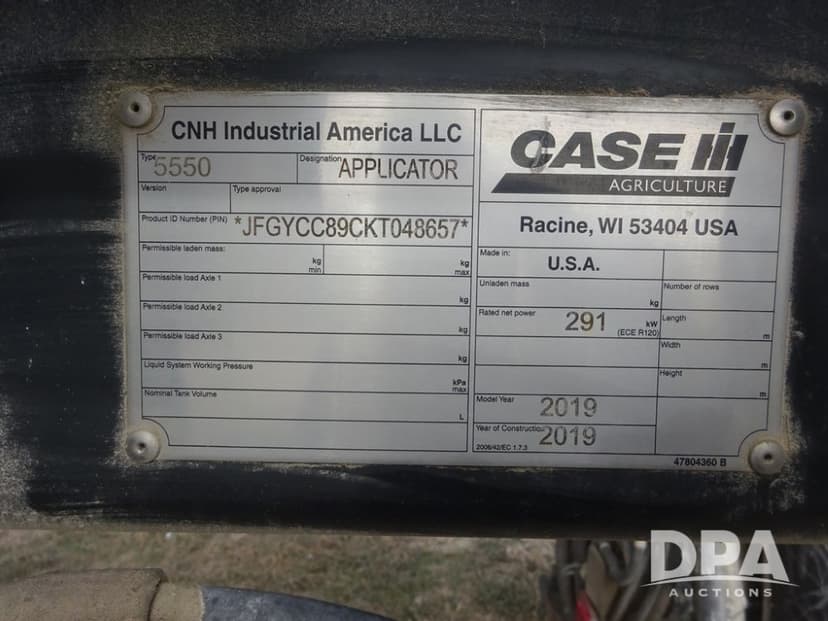 CNH Industrial America LLC
Type 5550 Designation APPLICATOR
Version Type approval
Product ID Number (PIN) *JFGYCC89CKT048657*
Permissible laden mass: kg min kg max
Permissible load Axle 1 kg
Permissible load Axle 2 kg
Permissible load Axle 3 kg
Liquid System Working Pressure kPa max
Nominal Tank Volume L
CASE IH
AGRICULTURE
Racine, WI 53404 USA
Made in: U.S.A.
Unladen mass kg Number of rows
Rated net power 291 kW (ECE R120) Length m
Width m
Height m
Model Year 2019
Year of Construction 2019
2006/42/EC 1.7.3
47804360 B
DPA
AUCTIONS